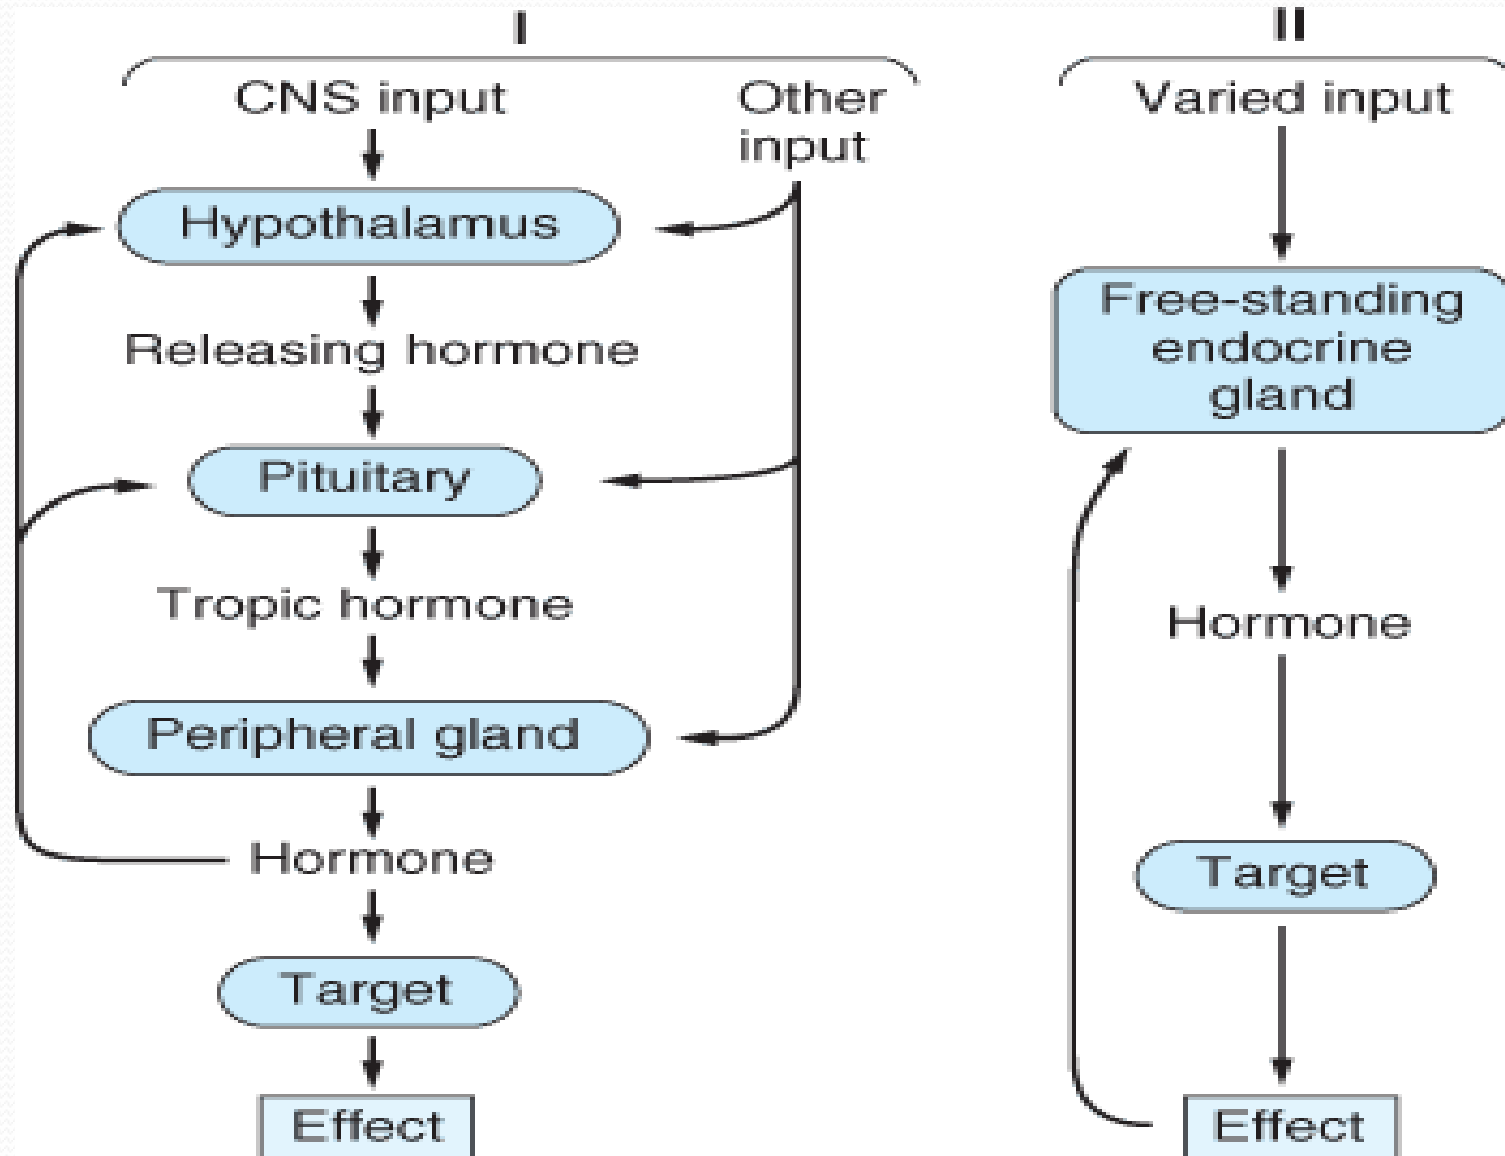 I
CNS input
Other
input
Hypothalamus
Releasing hormone
Pituitary
Tropic hormone
Peripheral gland
Hormone
Target
Effect
II
Varied input
Free-standing
endocrine
gland
Hormone
Target
Effect